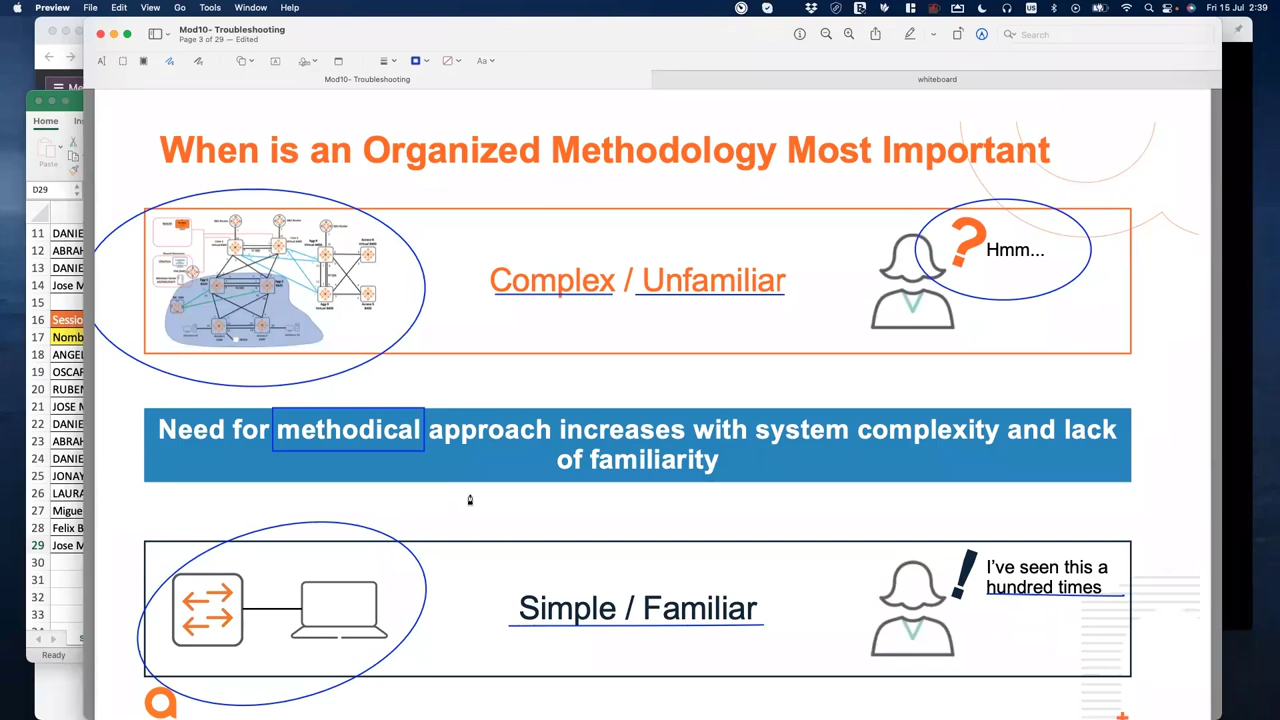 Preview File Edit View Go Tools Window Help Fri 15 Jul 2:39
Mod10- Troubleshooting
Page 3 of 29 — Edited
Search
Aa
Mod10- Troubleshooting whiteboard
Home
Paste
D29
When is an Organized Methodology Most Important
Complex / Unfamiliar
? Hmm...
Need for methodical approach increases with system complexity and lack
of familiarity
Simple / Familiar
! I've seen this a
hundred times
11 DANIE
12 ABRAH
13 DANIE
14 Jose M
15
16 Sessio
17 Nomb
18 ANGEL
19 OSCAR
20 RUBEN
21 JOSE M
22 DANIE
23 ABRAH
24 DANIE
25 JONAY
26 LAURA
27 Migue
28 Felix B
29 Jose M
30
31
32
33
Ready